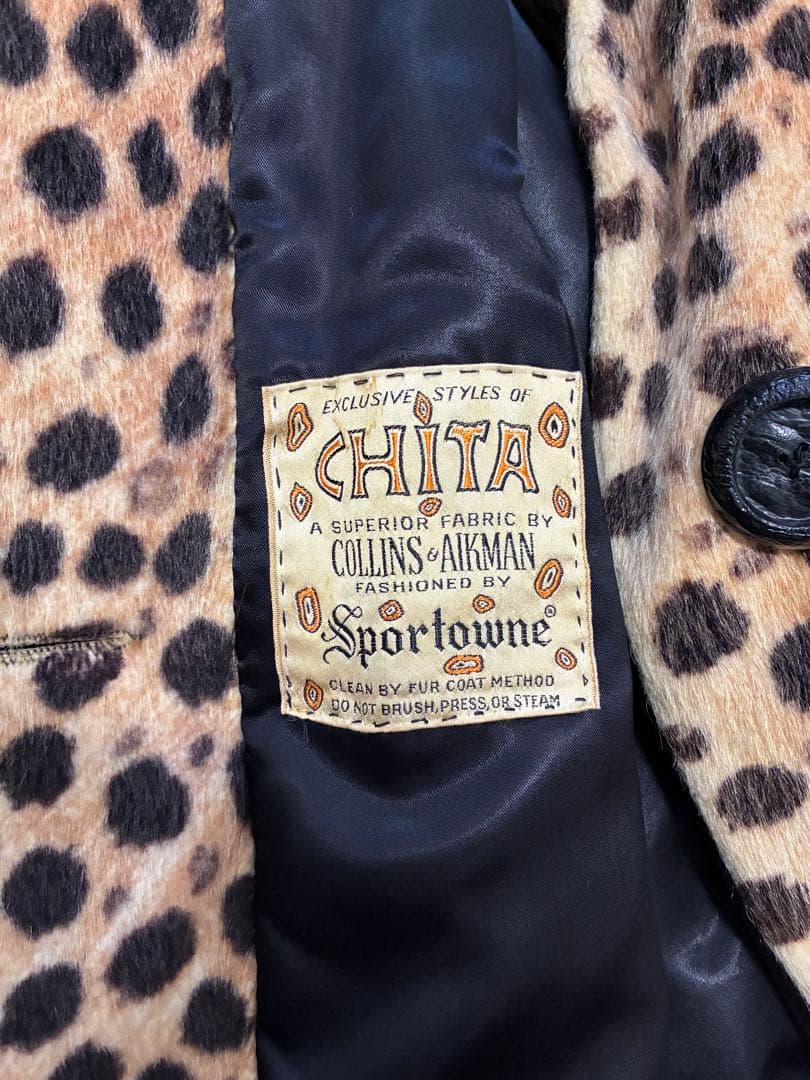 EXCLUSIVE STYLES OF
CHITA
A SUPERIOR FABRIC BY
COLLINS & AIKMAN
FASHIONED BY
Sportowne®
CLEAN BY FUR COAT METHOD
DO NOT BRUSH, PRESS, OR STEAM